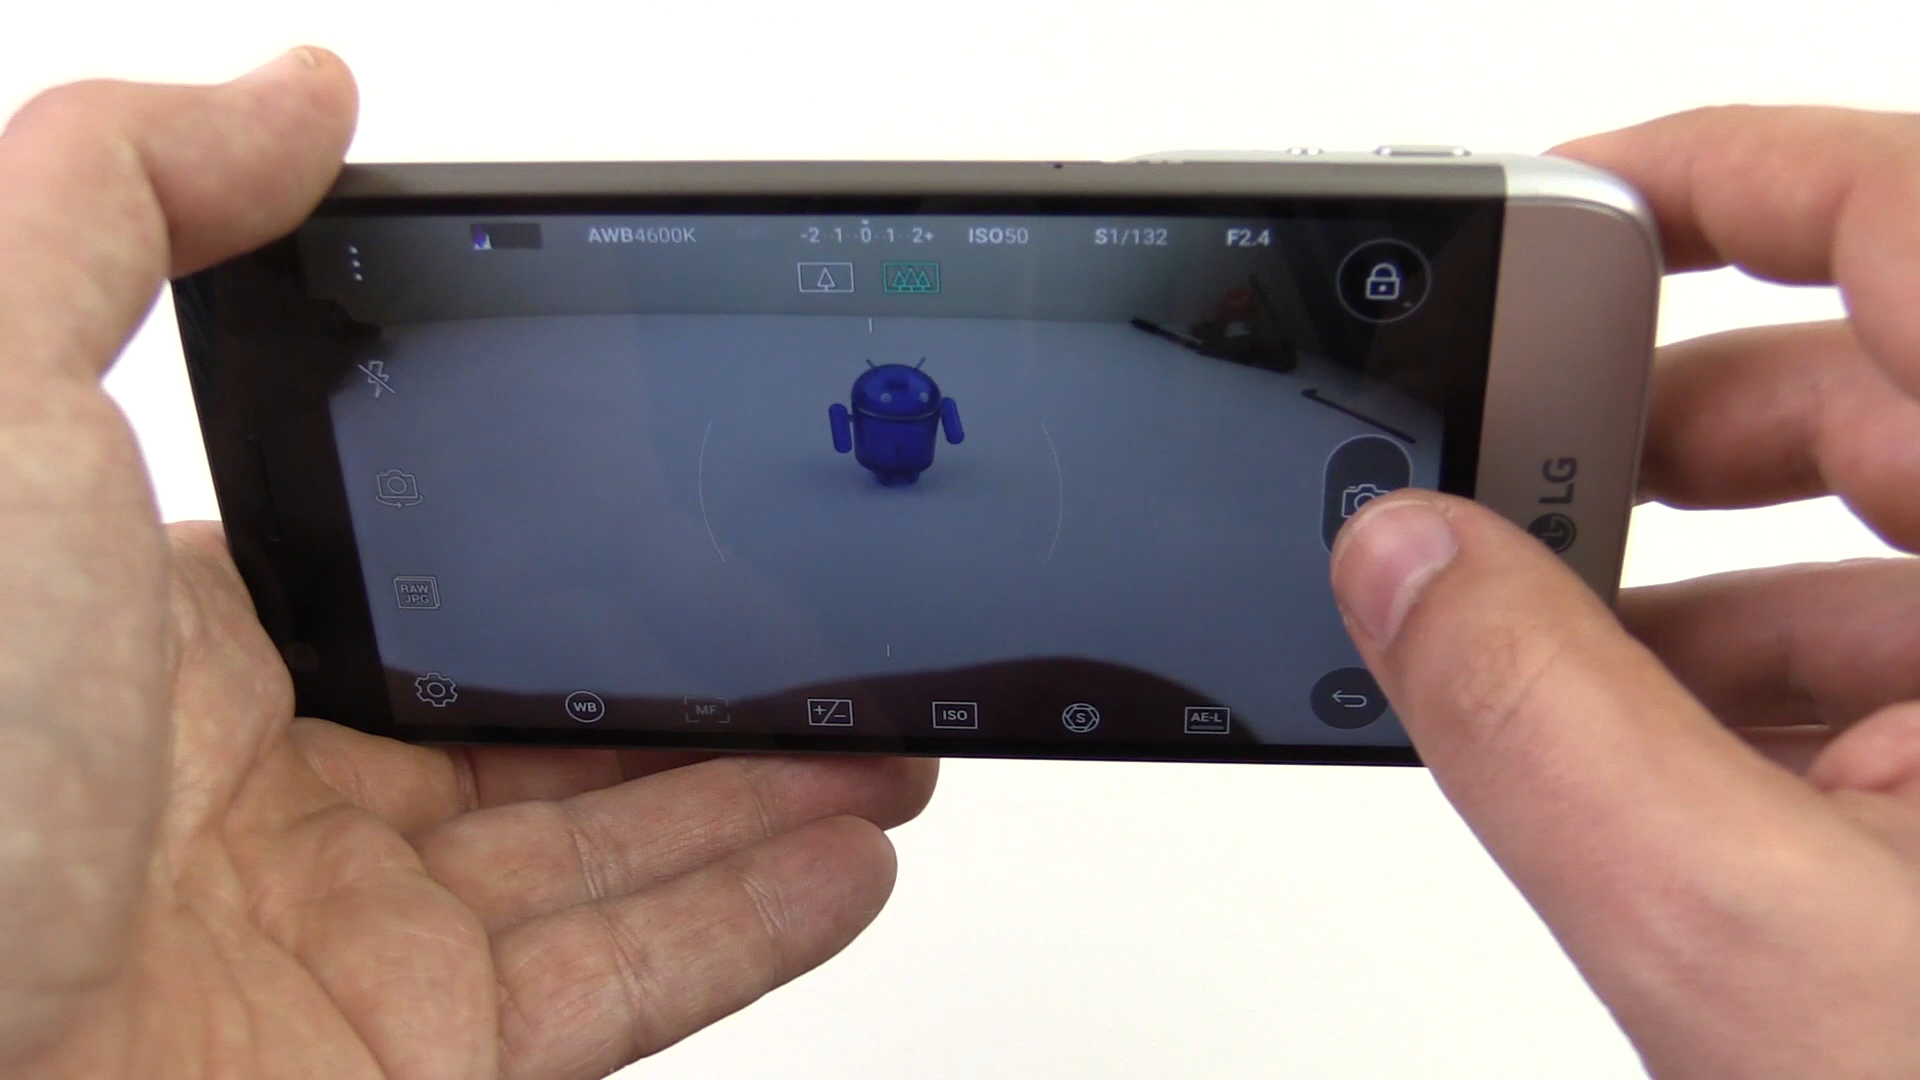 AWB4600K -2 1 0 1 2+ ISO50 S1/132 F2.4
RAW
JPG
WB MF +/- ISO S AE-L
LG